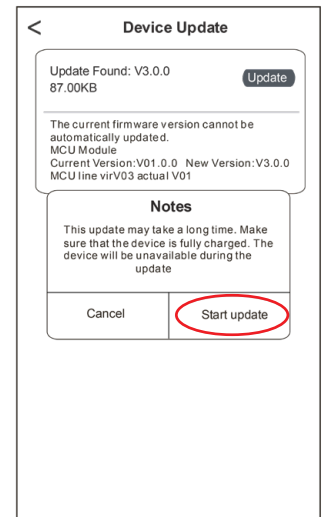 < Device Update
Update Found: V3.0.0
87.00KB
Update
The current firmware version cannot be
automatically updated.
MCU Module
Current Version:V01.0.0 New Version:V3.0.0
MCU line virV03 actual V01
Notes
This update may take a long time. Make
sure that the device is fully charged. The
device will be unavailable during the
update
Cancel
Start update